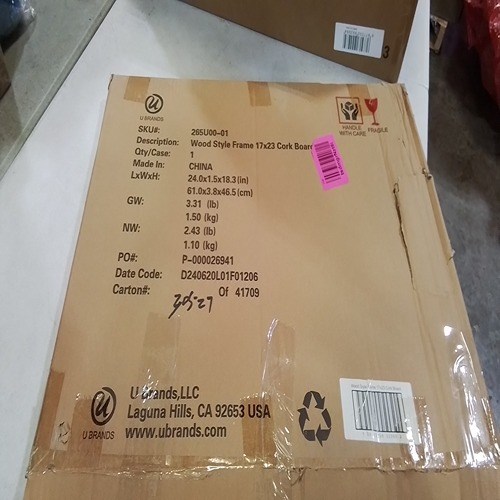 U BRANDS
SKU#: 265U00-01
Description: Wood Style Frame 17x23 Cork Board
Qty/Case: 1
Made In: CHINA
LxWxH: 24.0x1.5x18.3 (in)
61.0x3.8x46.5 (cm)
GW: 3.31 (lb)
1.50 (kg)
NW: 2.43 (lb)
1.10 (kg)
PO#: P-000026941
Date Code: D240620L01F01206
Carton#: Of 41709
HANDLE WITH CARE
FRAGILE
U BRANDS
U Brands,LLC
Laguna Hills, CA 92653 USA
www.ubrands.com
3